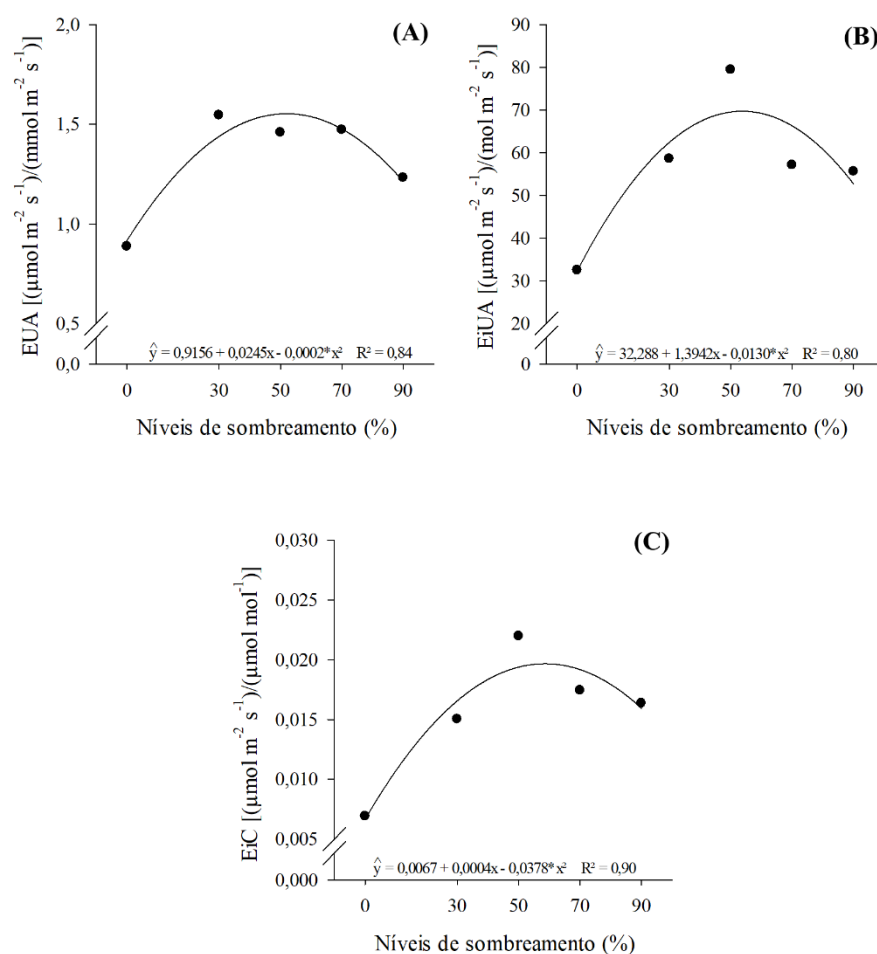 (A)
EUA [(µmol m⁻² s⁻¹)/(mmol m⁻² s⁻¹)]
2,0
1,5
1,0
0,5
0,0
ŷ = 0,9156 + 0,0245x - 0,0002*x² R² = 0,84
0 30 50 70 90
Níveis de sombreamento (%)
(B)
EiUA [(µmol m⁻² s⁻¹)/(mol m⁻² s⁻¹)]
90
80
70
60
50
40
30
20
0
ŷ = 32,288 + 1,3942x - 0,0130*x² R² = 0,80
0 30 50 70 90
Níveis de sombreamento (%)
(C)
EiC [(µmol m⁻² s⁻¹)/(µmol mol⁻¹)]
0,030
0,025
0,020
0,015
0,010
0,005
0,000
ŷ = 0,0067 + 0,0004x - 0,0378*x² R² = 0,90
0 30 50 70 90
Níveis de sombreamento (%)